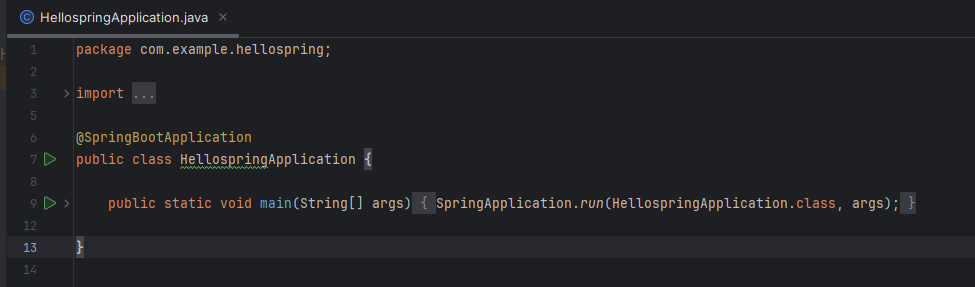 HellospringApplication.java ×
1 package com.example.hellospring;
2
3 import ...
5
6 @SpringBootApplication
7 public class HellospringApplication {
8
9 public static void main(String[] args) { SpringApplication.run(HellospringApplication.class, args); }
12
13 }
14